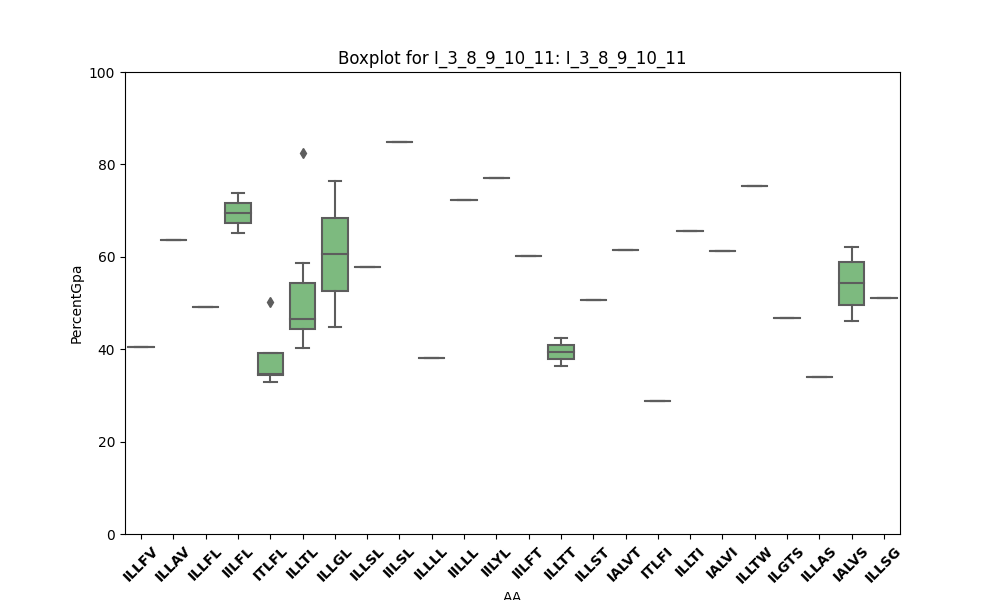 Boxplot for I_3_8_9_10_11: I_3_8_9_10_11
100
80
60
40
20
0
PercentGpa
ILLFV ILLAV ILLFL IILFL ITLFL ILLTL ILLGL ILLSL IILSL ILLLL IILLL IILYL IILFT ILLTT ILLST IALVT ITLFI ILLTI IALVI ILLTW ILGTS ILLAS IALVS ILLSG
AA